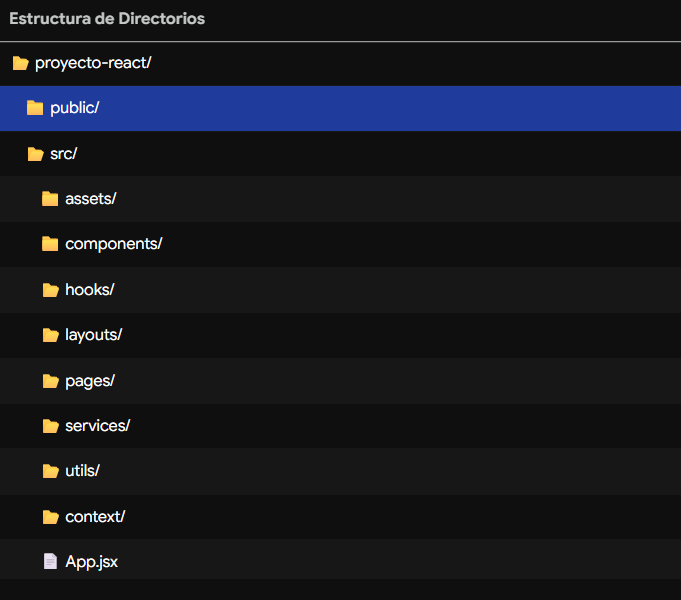 Estructura de Directorios
proyecto-react/
public/
src/
assets/
components/
hooks/
layouts/
pages/
services/
utils/
context/
App.jsx